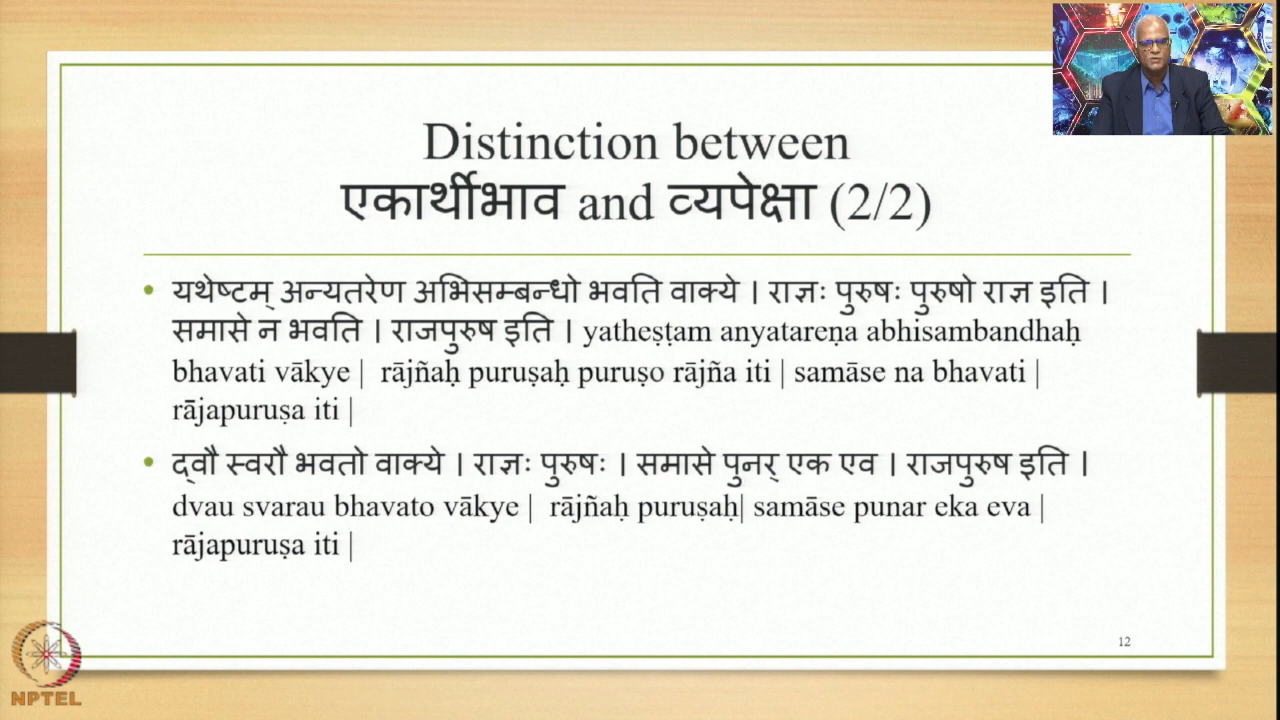 Distinction between
एकार्थीभाव and व्यपेक्षा (2/2)
• यथेष्टम् अन्यतरेण अभिसम्बन्धो भवति वाक्ये । राज्ञः पुरुषः पुरुषो राज्ञ इति ।
समासे न भवति । राजपुरुष इति । yatheṣṭam anyatareṇa abhisambandhaḥ
bhavati vākye | rājñaḥ puruṣaḥ puruṣo rājña iti | samāse na bhavati |
rājapuruṣa iti |
• द्वौ स्वरौ भवतो वाक्ये । राज्ञः पुरुषः । समासे पुनर् एक एव । राजपुरुष इति ।
dvau svarau bhavato vākye | rājñaḥ puruṣaḥ| samāse punar eka eva |
rājapuruṣa iti |
12
NPTEL